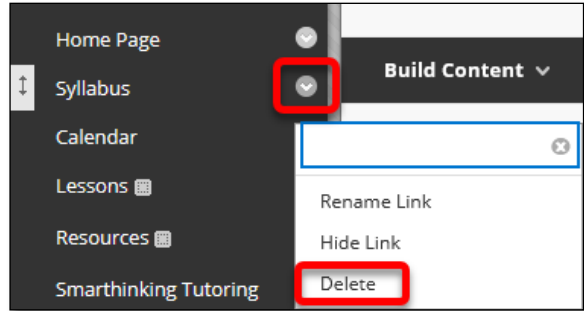 Home Page
Syllabus
Build Content
Calendar
Lessons
Rename Link
Resources
Hide Link
Smarthinking Tutoring
Delete